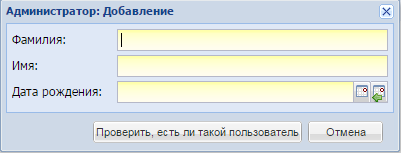 Администратор: Добавление
Фамилия:
Имя:
Дата рождения:
Проверить, есть ли такой пользователь Отмена